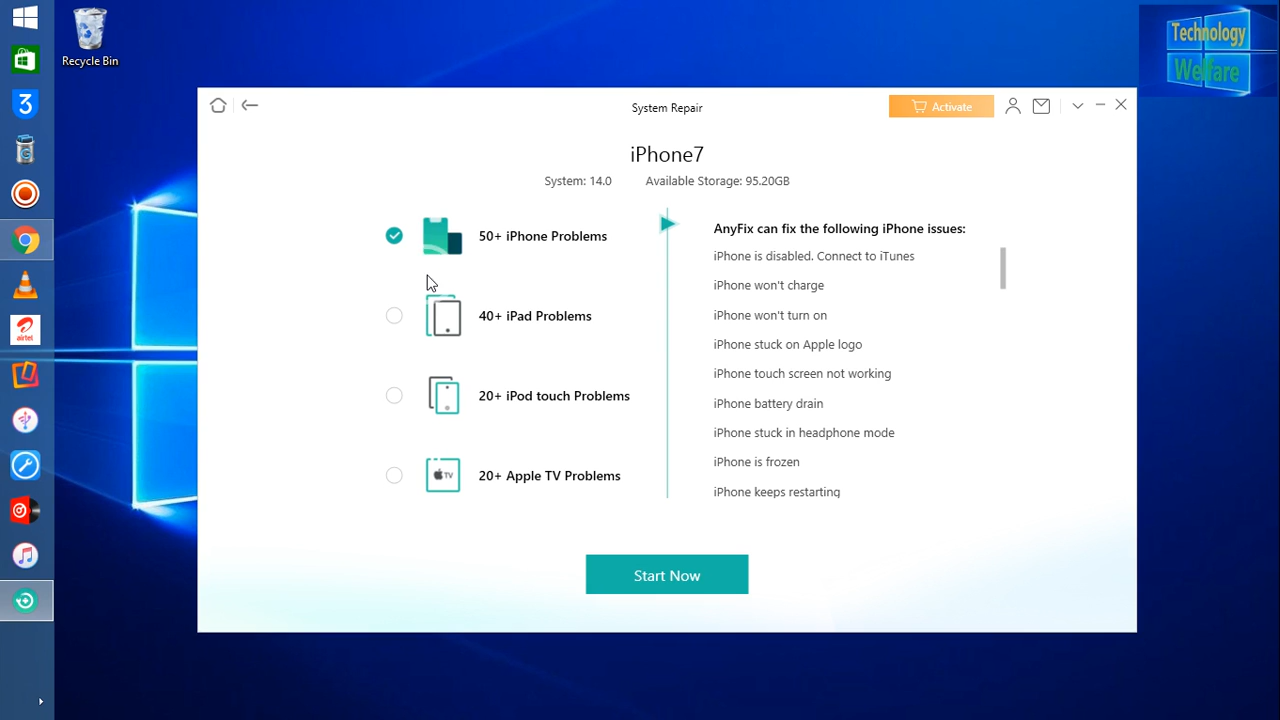 Recycle Bin
Technology
Welfare
System Repair
Activate
iPhone7
System: 14.0 Available Storage: 95.20GB
50+ iPhone Problems
40+ iPad Problems
20+ iPod touch Problems
tv
20+ Apple TV Problems
AnyFix can fix the following iPhone issues:
iPhone is disabled. Connect to iTunes
iPhone won't charge
iPhone won't turn on
iPhone stuck on Apple logo
iPhone touch screen not working
iPhone battery drain
iPhone stuck in headphone mode
iPhone is frozen
iPhone keeps restarting
Start Now
3
airtel